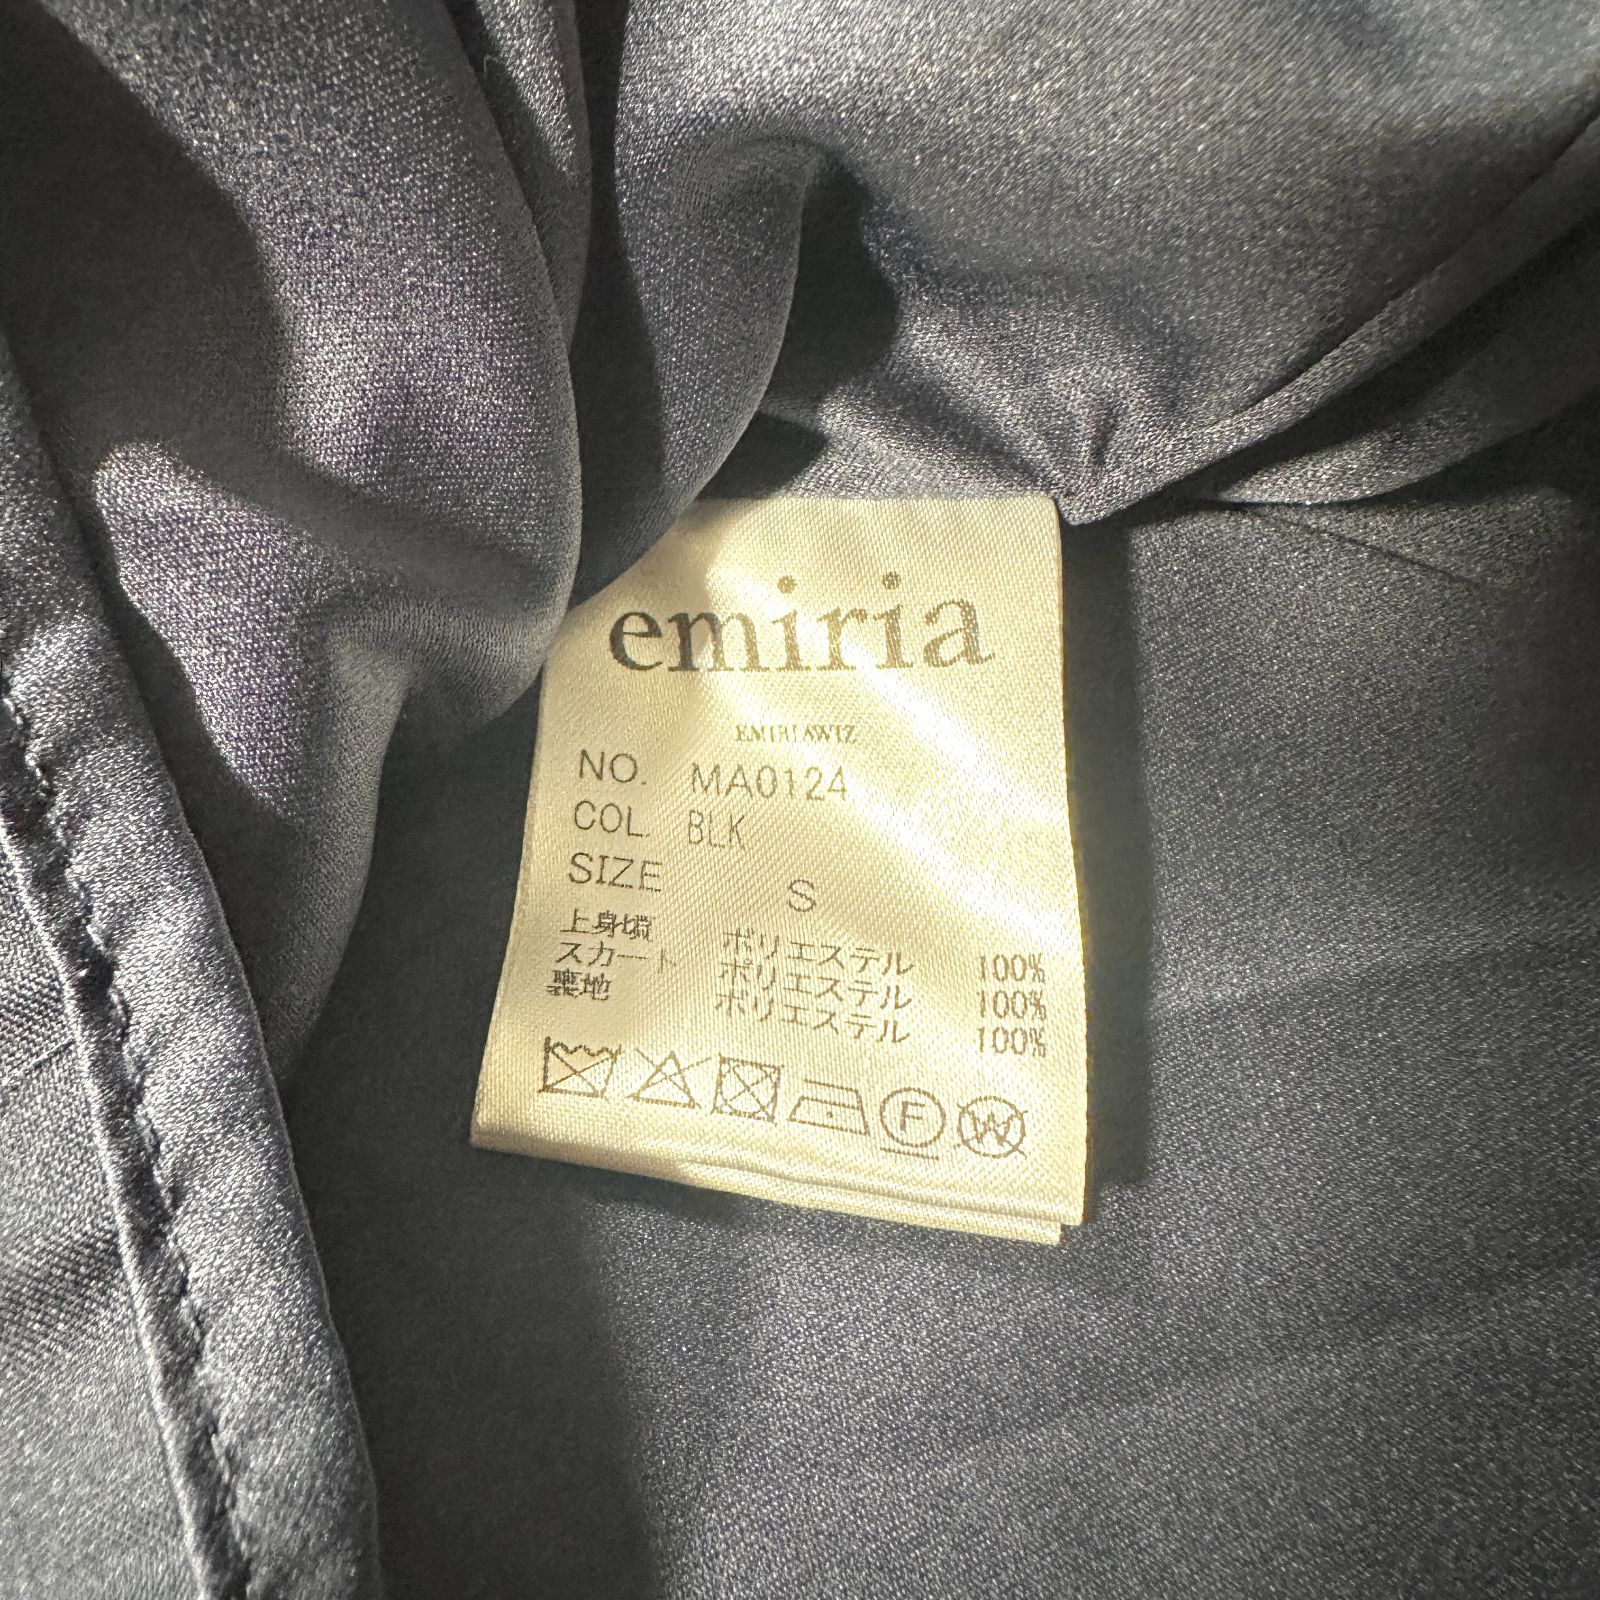 emiria
EMIRIAWIZ
NO. MA0124
COL. BLK
SIZE S
上身頃 ポリエステル 100%
スカート ポリエステル 100%
裏地 ポリエステル 100%
F W